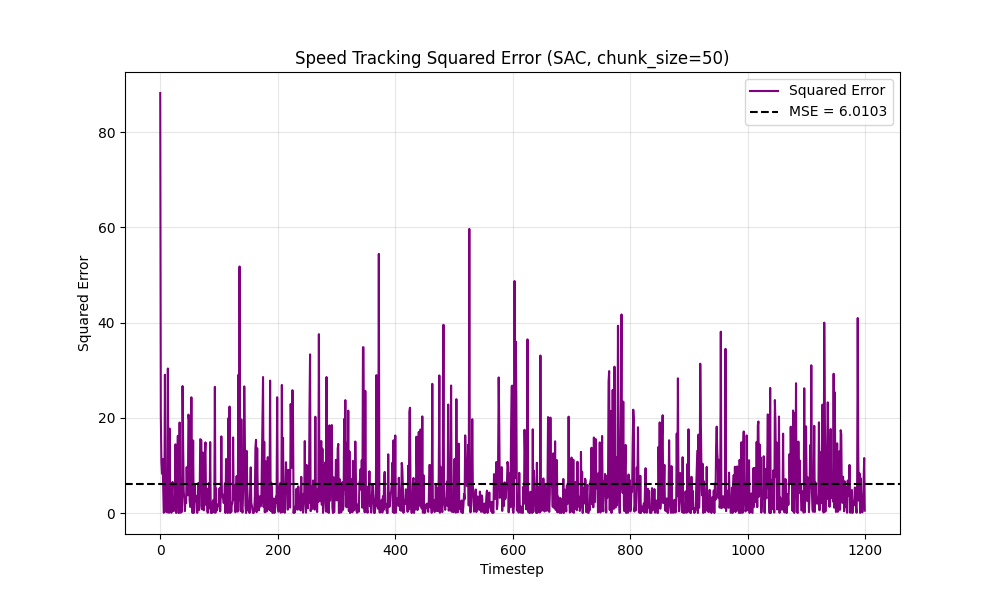 Speed Tracking Squared Error (SAC, chunk_size=50)
Squared Error
MSE = 6.0103
80
60
40
20
0
Squared Error
0 200 400 600 800 1000 1200
Timestep